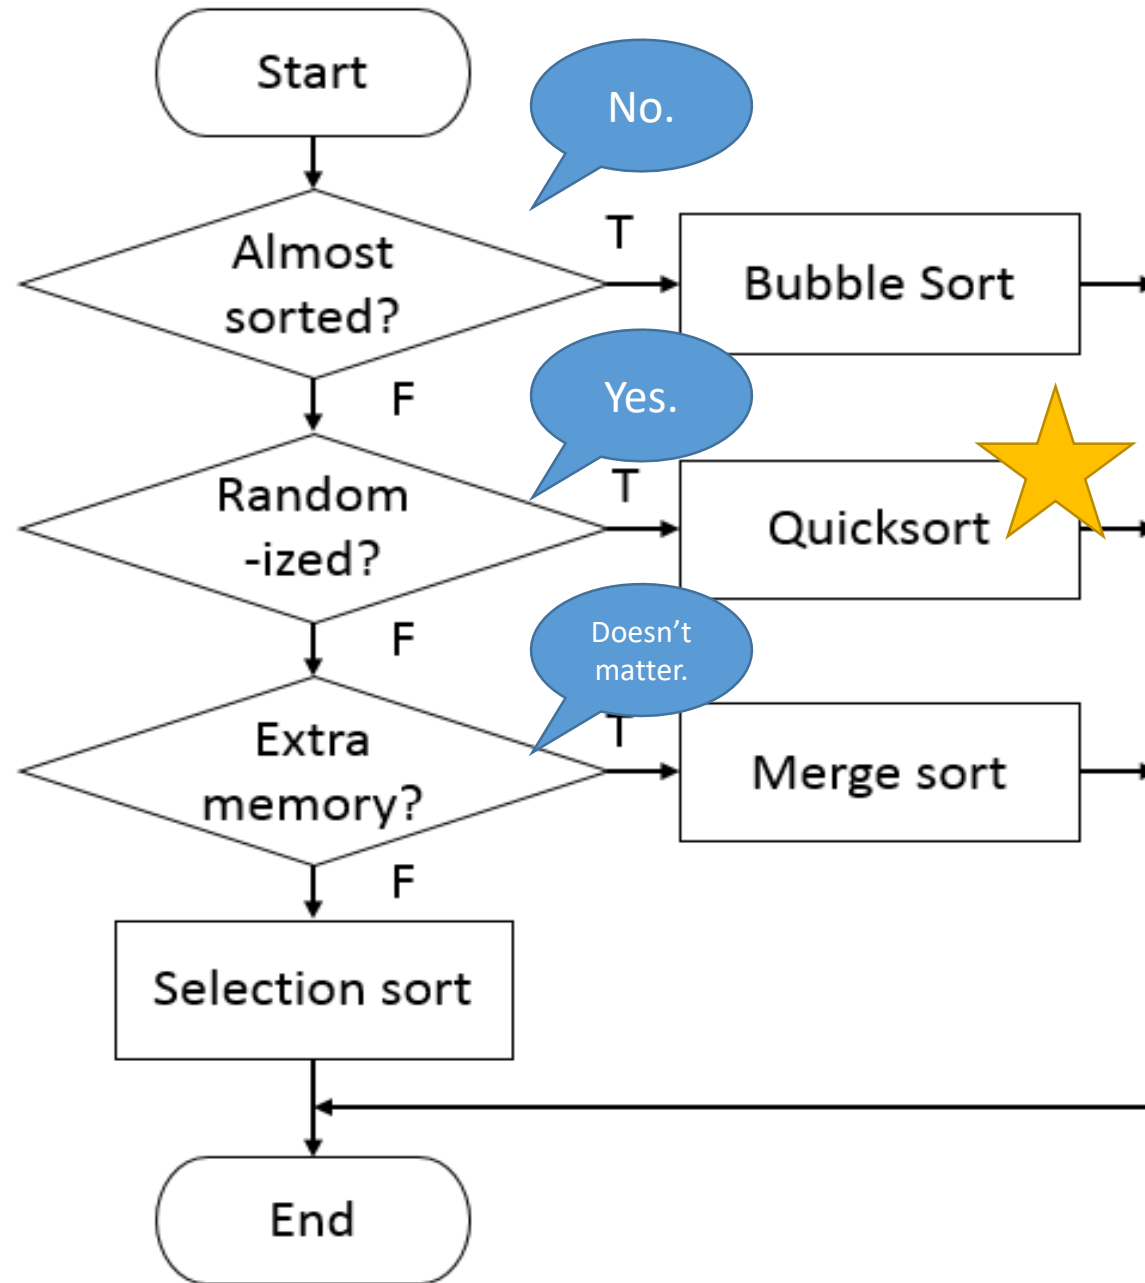 Start
No.
Almost
sorted?
T
Bubble Sort
F
Yes.
Random
-ized?
T
Quicksort
F
Doesn’t
matter.
Extra
memory?
T
Merge sort
F
Selection sort
End